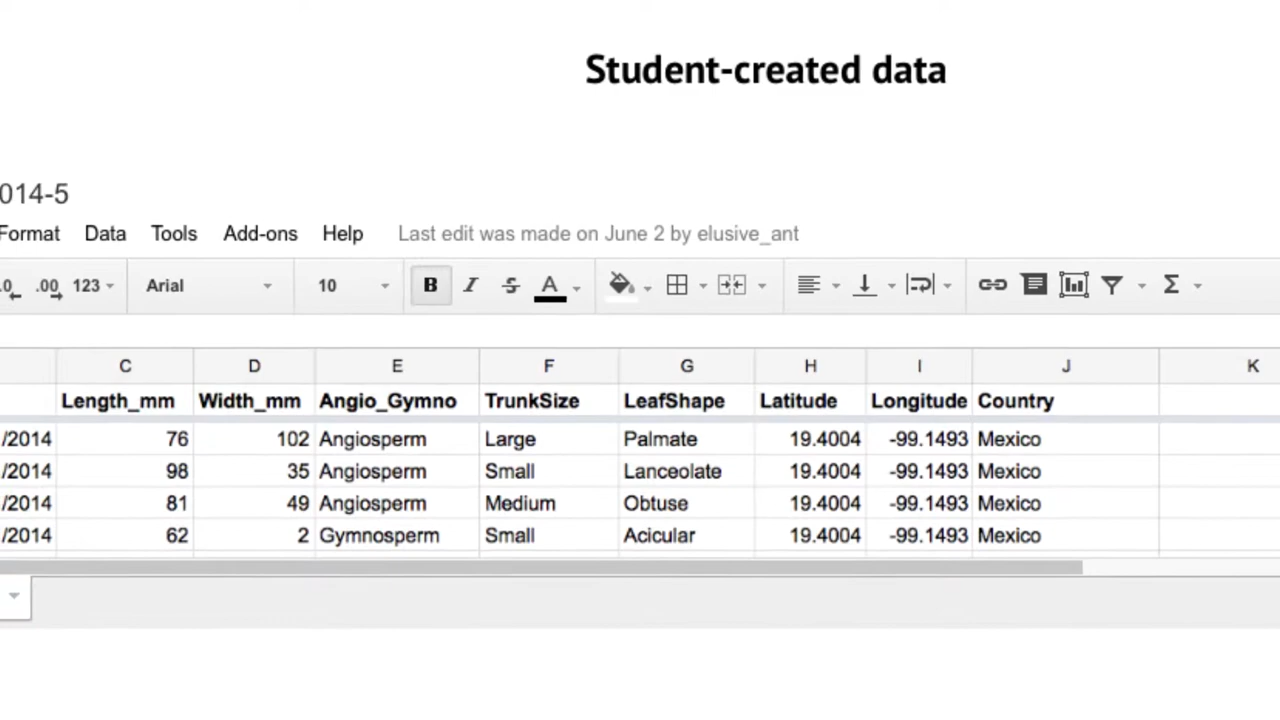 Student-created data
014-5
Format Data Tools Add-ons Help Last edit was made on June 2 by elusive_ant
.0 .00 123 Arial 10 B I S A Σ
C D E F G H I J K
Length_mm Width_mm Angio_Gymno TrunkSize LeafShape Latitude Longitude Country
/2014 76 102 Angiosperm Large Palmate 19.4004 -99.1493 Mexico
/2014 98 35 Angiosperm Small Lanceolate 19.4004 -99.1493 Mexico
/2014 81 49 Angiosperm Medium Obtuse 19.4004 -99.1493 Mexico
/2014 62 2 Gymnosperm Small Acicular 19.4004 -99.1493 Mexico